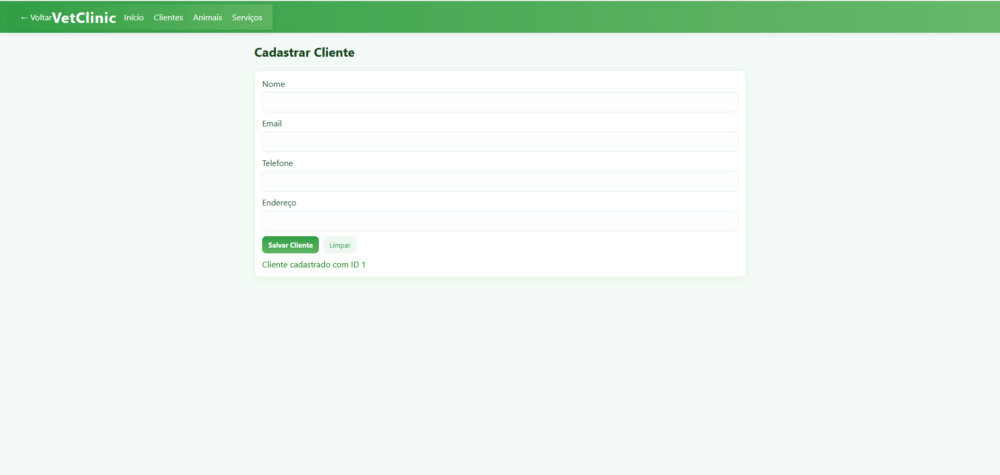 ← Voltar VetClinic Início Clientes Animais Serviços
Cadastrar Cliente
Nome
Email
Telefone
Endereço
Salvar Cliente Limpar
Cliente cadastrado com ID 1